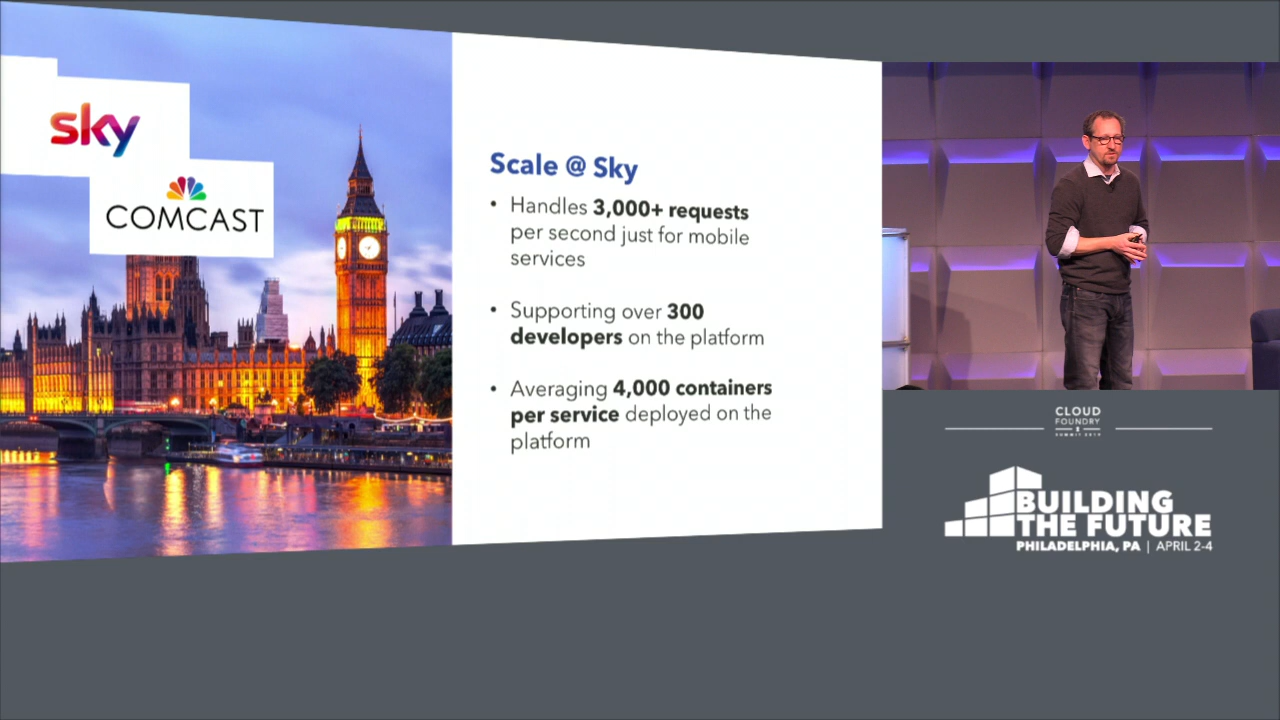 sky
COMCAST
Scale @ Sky
• Handles 3,000+ requests
per second just for mobile
services
• Supporting over 300
developers on the platform
• Averaging 4,000 containers
per service deployed on the
platform
CLOUD
FOUNDRY
SUMMIT 2019
BUILDING
THE FUTURE
PHILADELPHIA, PA | APRIL 2-4